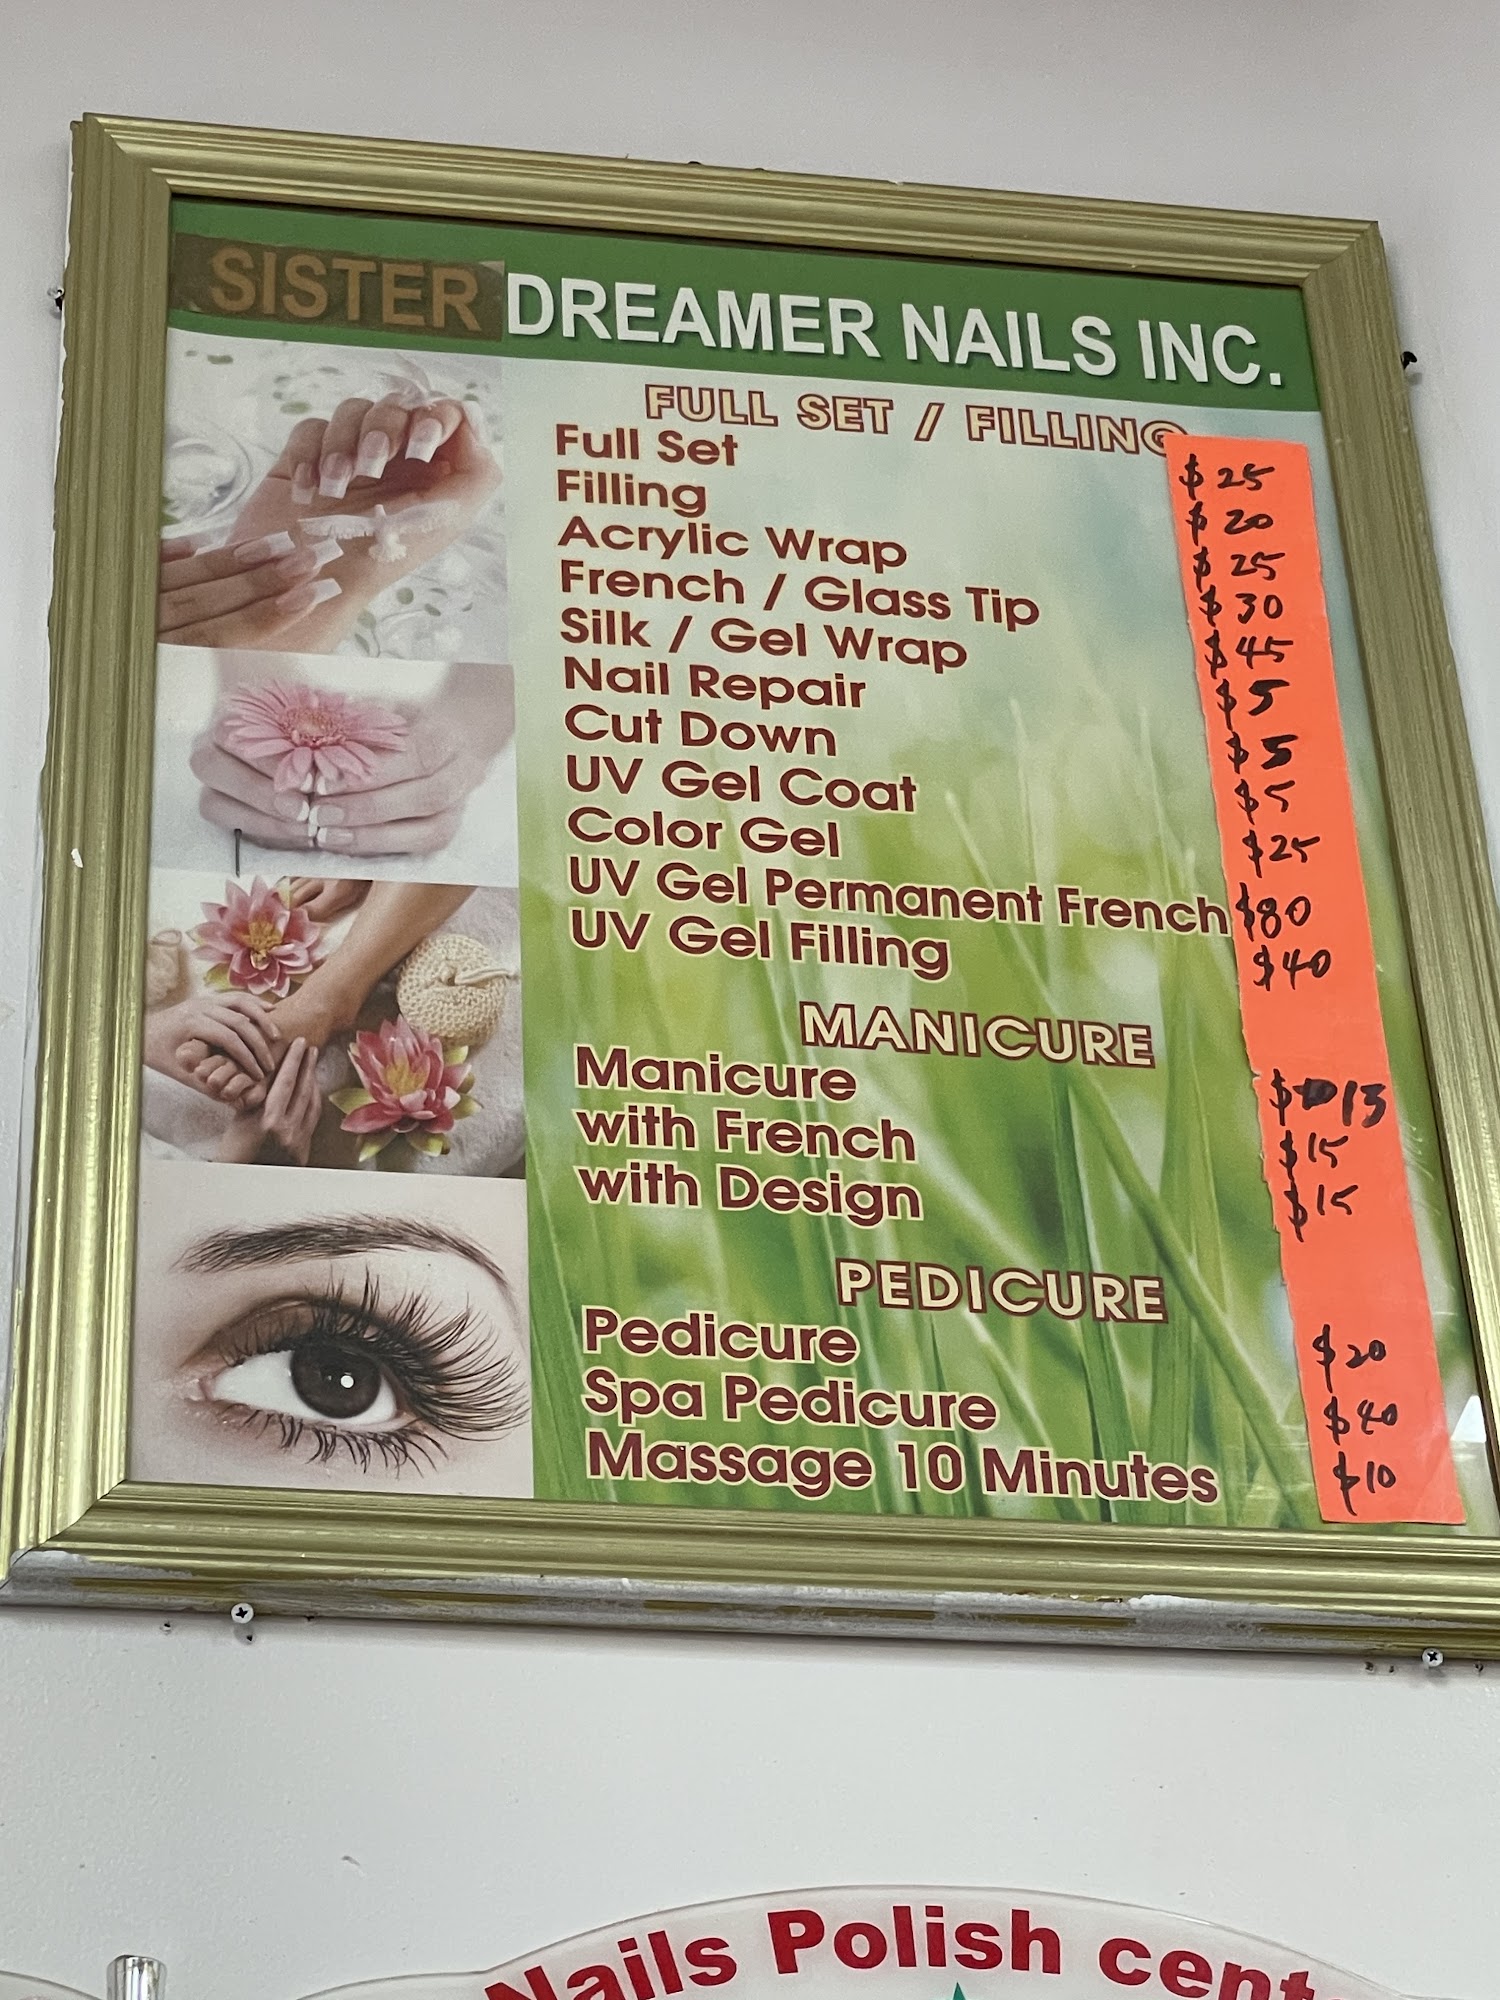 SISTER DREAMER NAILS INC.
FULL SET / FILLING
Full Set $25
Filling $20
Acrylic Wrap $25
French / Glass Tip $30
Silk / Gel Wrap $45
Nail Repair $5
Cut Down $5
UV Gel Coat $5
Color Gel $25
UV Gel Permanent French $80
UV Gel Filling $40
MANICURE
Manicure $13
with French $15
with Design $15
PEDICURE
Pedicure $20
Spa Pedicure $40
Massage 10 Minutes $10
Nails Polish cent